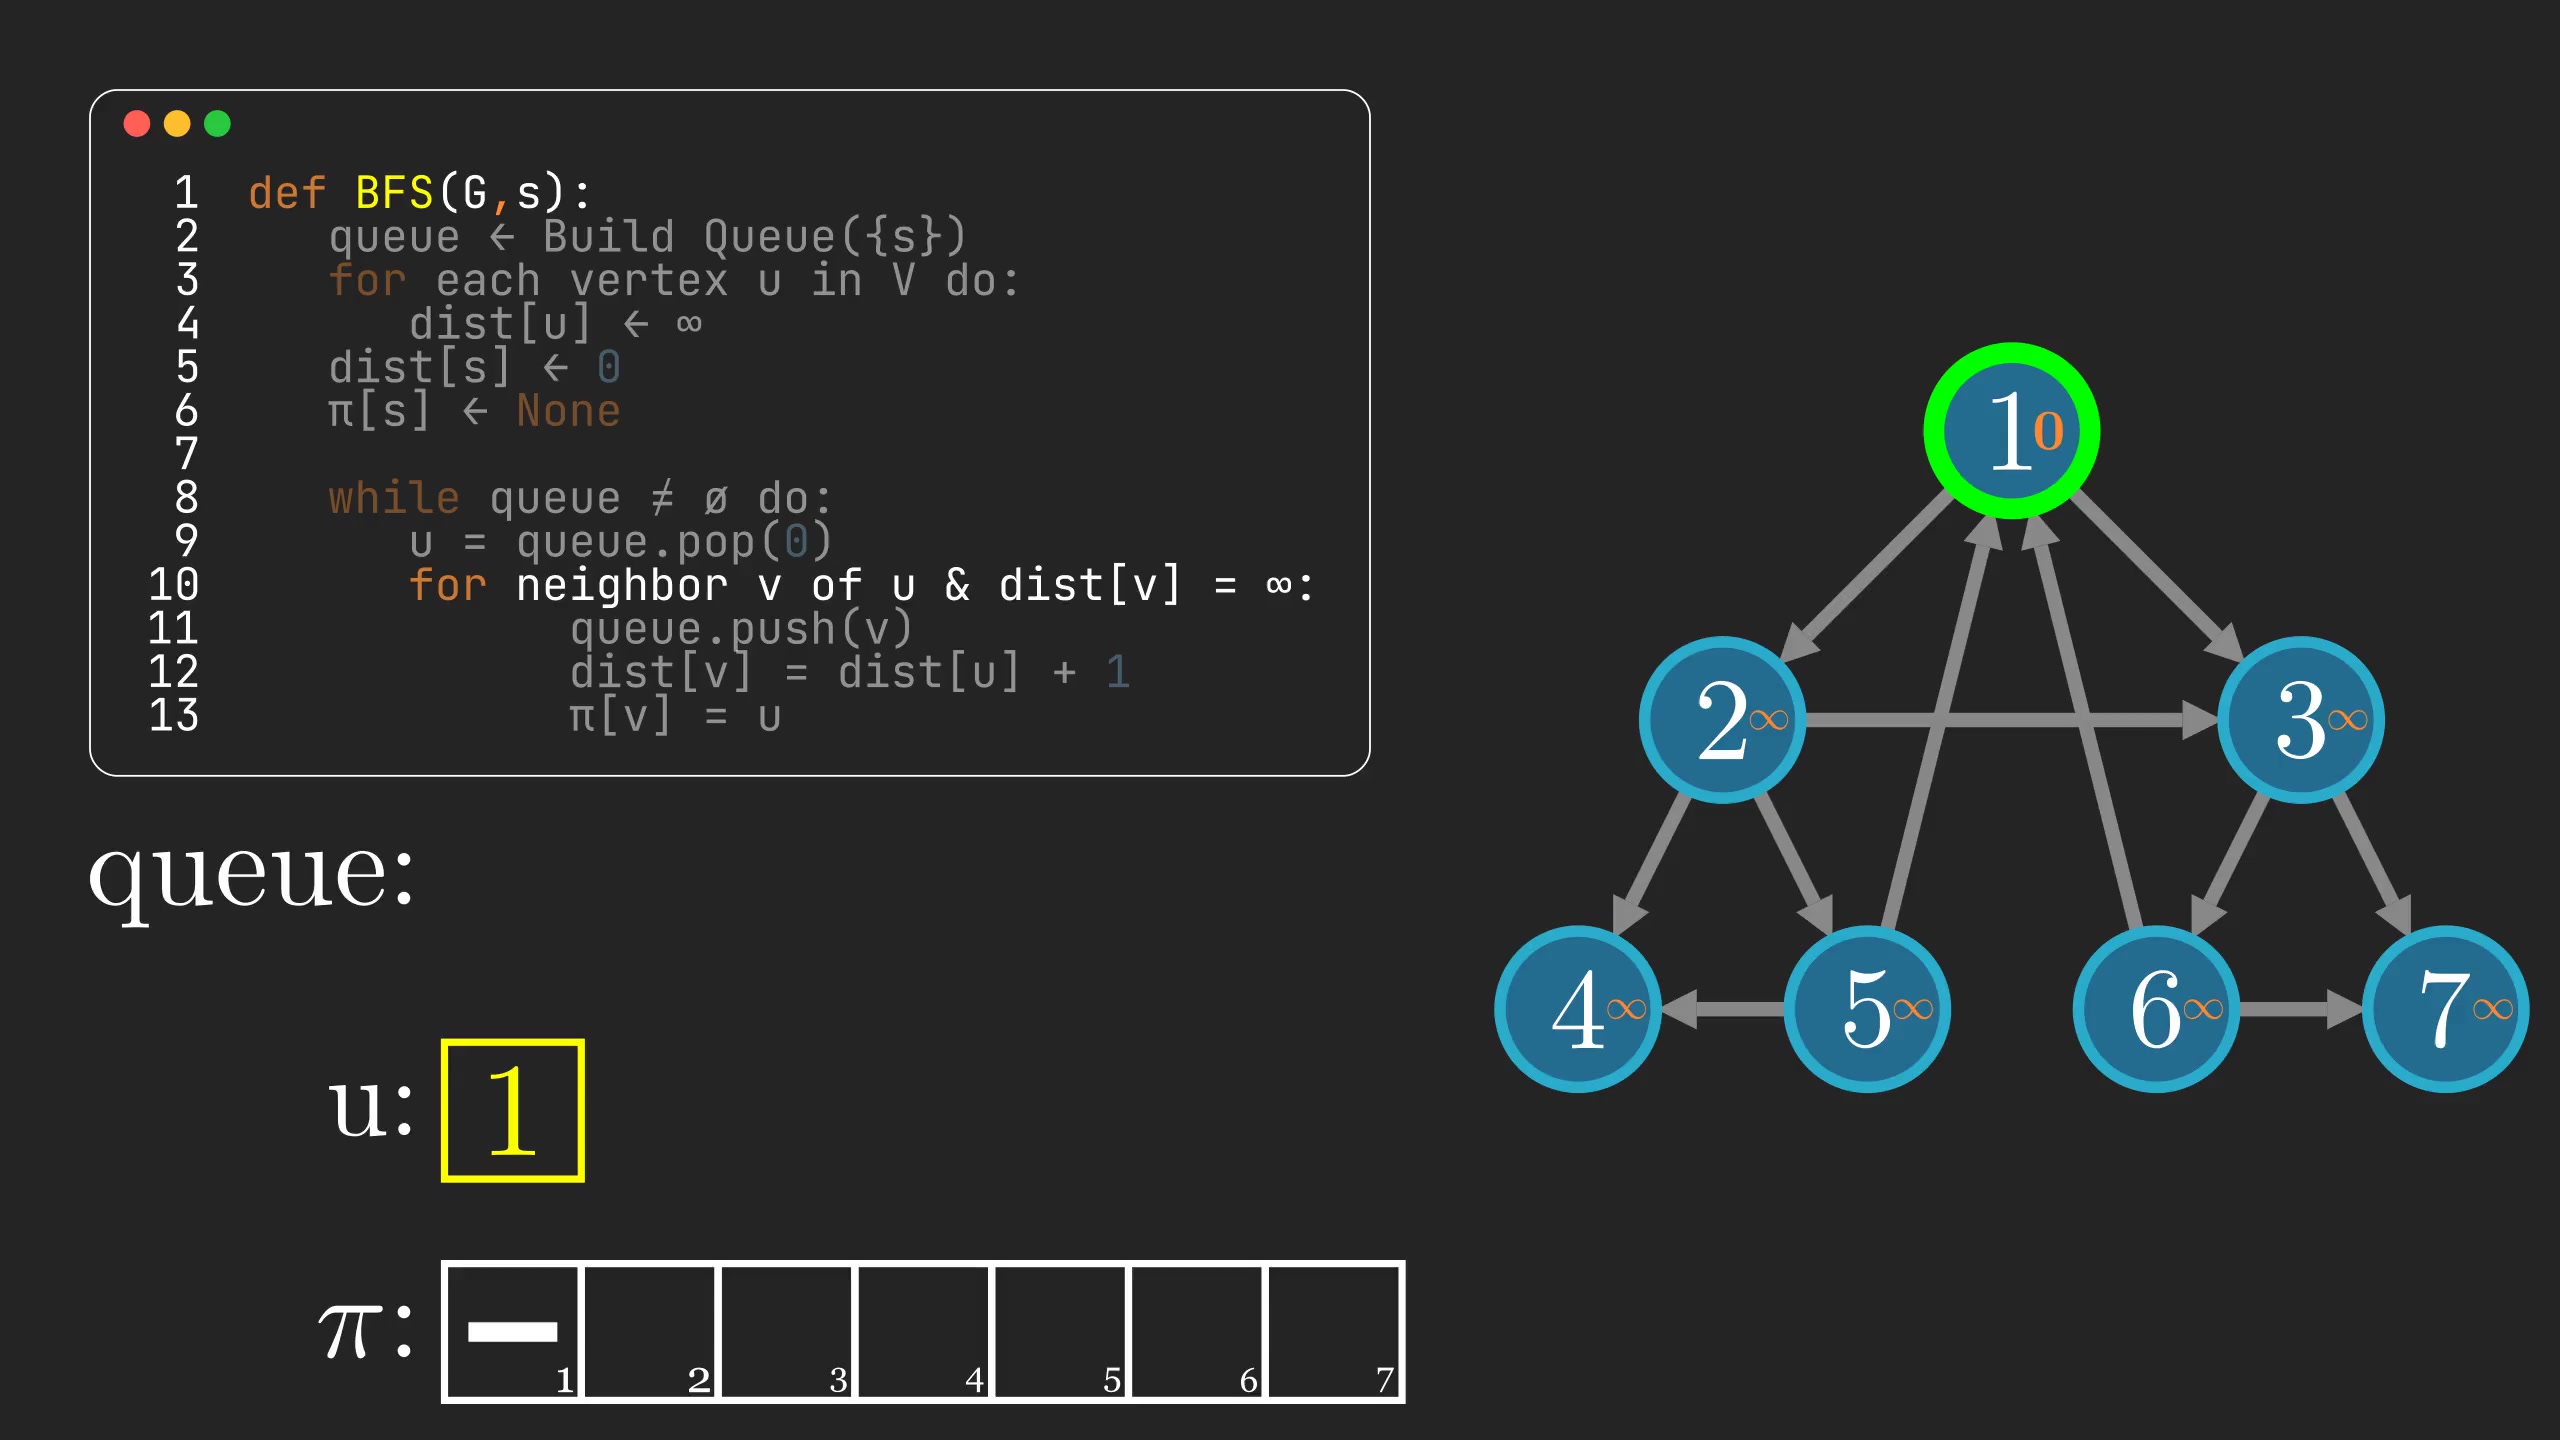 1 def BFS(G,s):
2 queue ← Build Queue({s})
3 for each vertex u in V do:
4 dist[u] ← ∞
5 dist[s] ← 0
6 π[s] ← None
7
8 while queue ≠ ø do:
9 u = queue.pop(0)
10 for neighbor v of u & dist[v] = ∞:
11 queue.push(v)
12 dist[v] = dist[u] + 1
13 π[v] = u
queue:
u: 1
π: —
1 2 3 4 5 6 7
1 0
2 ∞ 3 ∞
4 ∞ 5 ∞ 6 ∞ 7 ∞